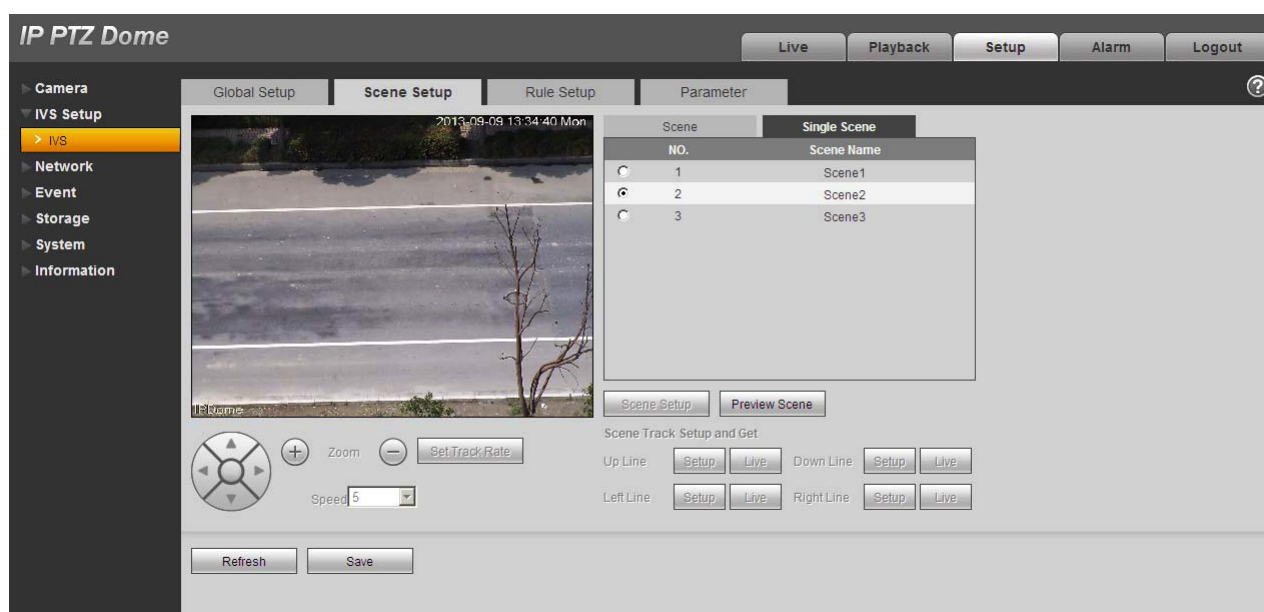 IP PTZ Dome
Live Playback Setup Alarm Logout
Camera
IVS Setup
> IVS
Network
Event
Storage
System
Information
Global Setup Scene Setup Rule Setup Parameter
?
2013-09-09 13:34:40 Mon
IPDome
Scene Single Scene
NO. Scene Name
1 Scene1
2 Scene2
3 Scene3
Scene Setup Preview Scene
Scene Track Setup and Get
Up Line Setup Live Down Line Setup Live
Left Line Setup Live Right Line Setup Live
+ Zoom - Set Track Rate
Speed 5
Refresh Save